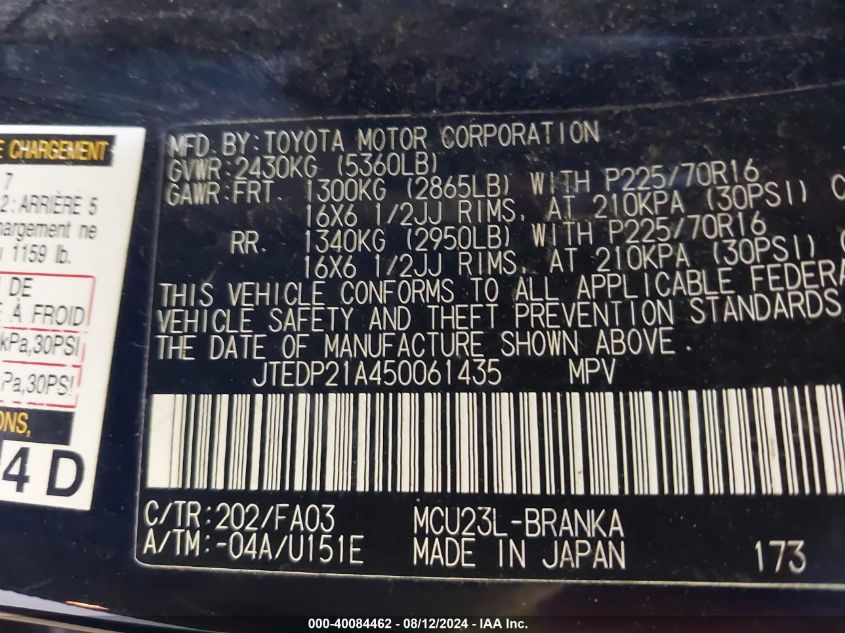 E CHARGEMENT
7
2: ARRIÈRE 5
chargement ne
1159 lb.
DE
À FROID
kPa,30PSI
Pa,30PSI
ONS,
4 D
MFD. BY: TOYOTA MOTOR CORPORATION
GVWR: 2430KG (5360LB)
GAWR: FRT. 1300KG (2865LB) WITH P225/70R16
16X6 1/2JJ RIMS, AT 210KPA (30PSI) C
RR. 1340KG (2950LB) WITH P225/70R16
16X6 1/2JJ RIMS, AT 210KPA (30PSI)
THIS VEHICLE CONFORMS TO ALL APPLICABLE FEDERA
VEHICLE SAFETY AND THEFT PREVENTION STANDARDS
THE DATE OF MANUFACTURE SHOWN ABOVE.
JTEDP21A450061435 MPV
C/TR: 202/FA03 MCU23L-BRANKA
A/TM: -04A/U151E MADE IN JAPAN 173
000-40084462 - 08/12/2024 - IAA Inc.